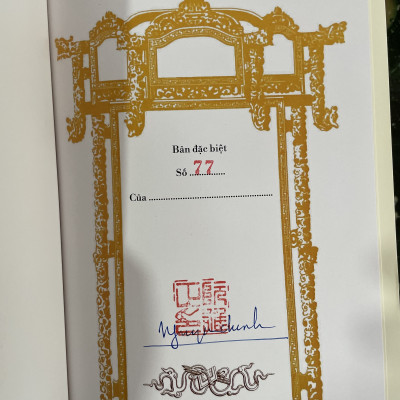 Bản đặc biệt
Số 77
Của